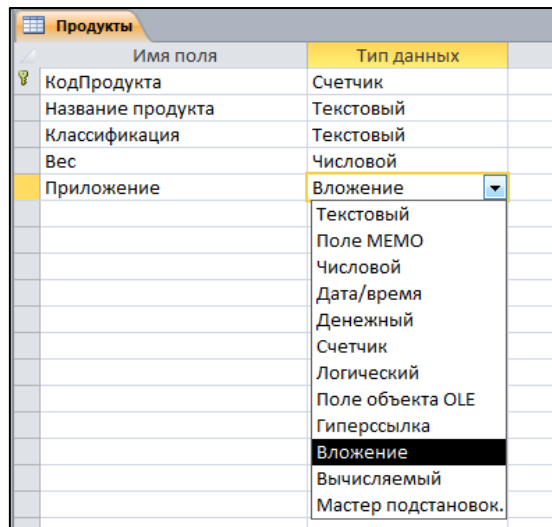 Продукты
Имя поля Тип данных
КодПродукта Счетчик
Название продукта Текстовый
Классификация Текстовый
Вес Числовой
Приложение Вложение
Текстовый
Поле МЕМО
Числовой
Дата/время
Денежный
Счетчик
Логический
Поле объекта OLE
Гиперссылка
Вложение
Вычисляемый
Мастер подстановок.